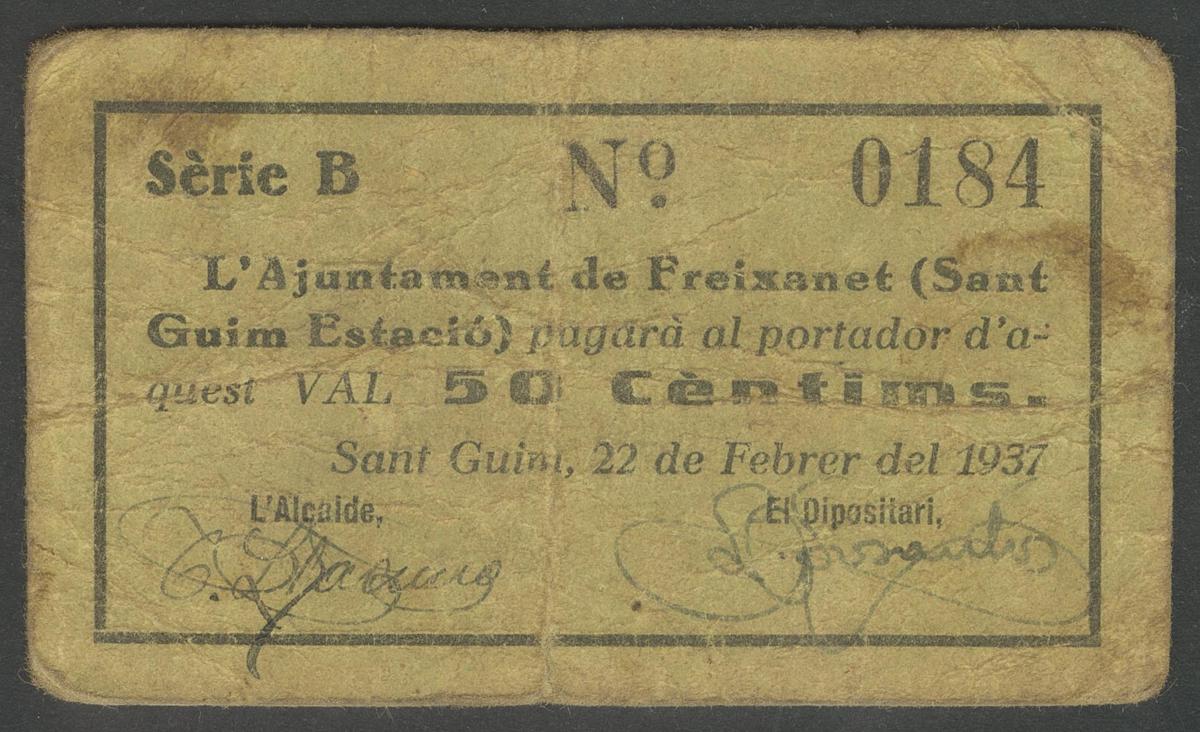 Sèrie B Nº. 0184
L'Ajuntament de Freixanet (Sant
Guim Estació) pagarà al portador d'a-
quest VAL 50 Cèntims.
Sant Guim, 22 de Febrer del 1937
L'Alcalde, El Dipositari,